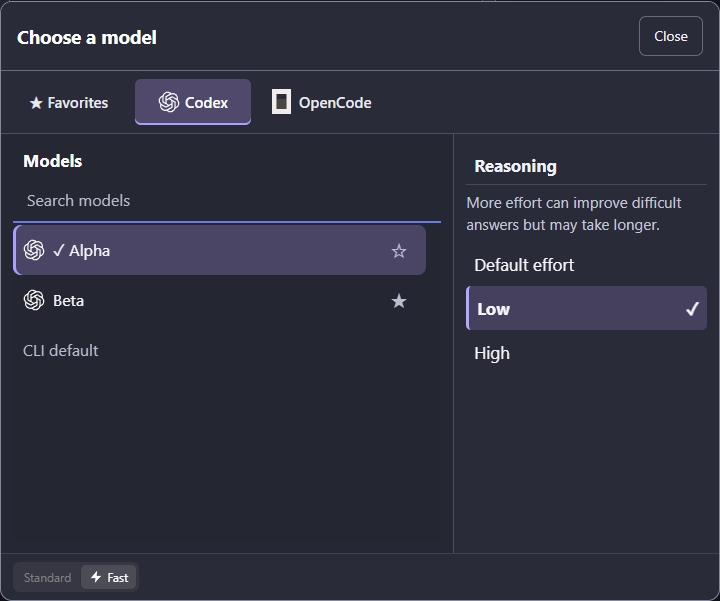 Choose a model
Close
★ Favorites
Codex
OpenCode
Models
Search models
✓ Alpha
Beta
CLI default
Reasoning
More effort can improve difficult
answers but may take longer.
Default effort
Low ✓
High
Standard
Fast